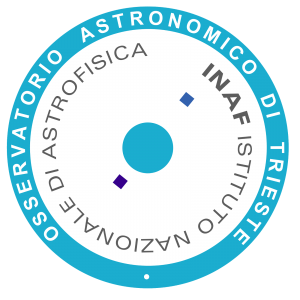 OSSERVATORIO ASTRONOMICO DI TRIESTE
INAF ISTITUTO NAZIONALE DI ASTROFISICA